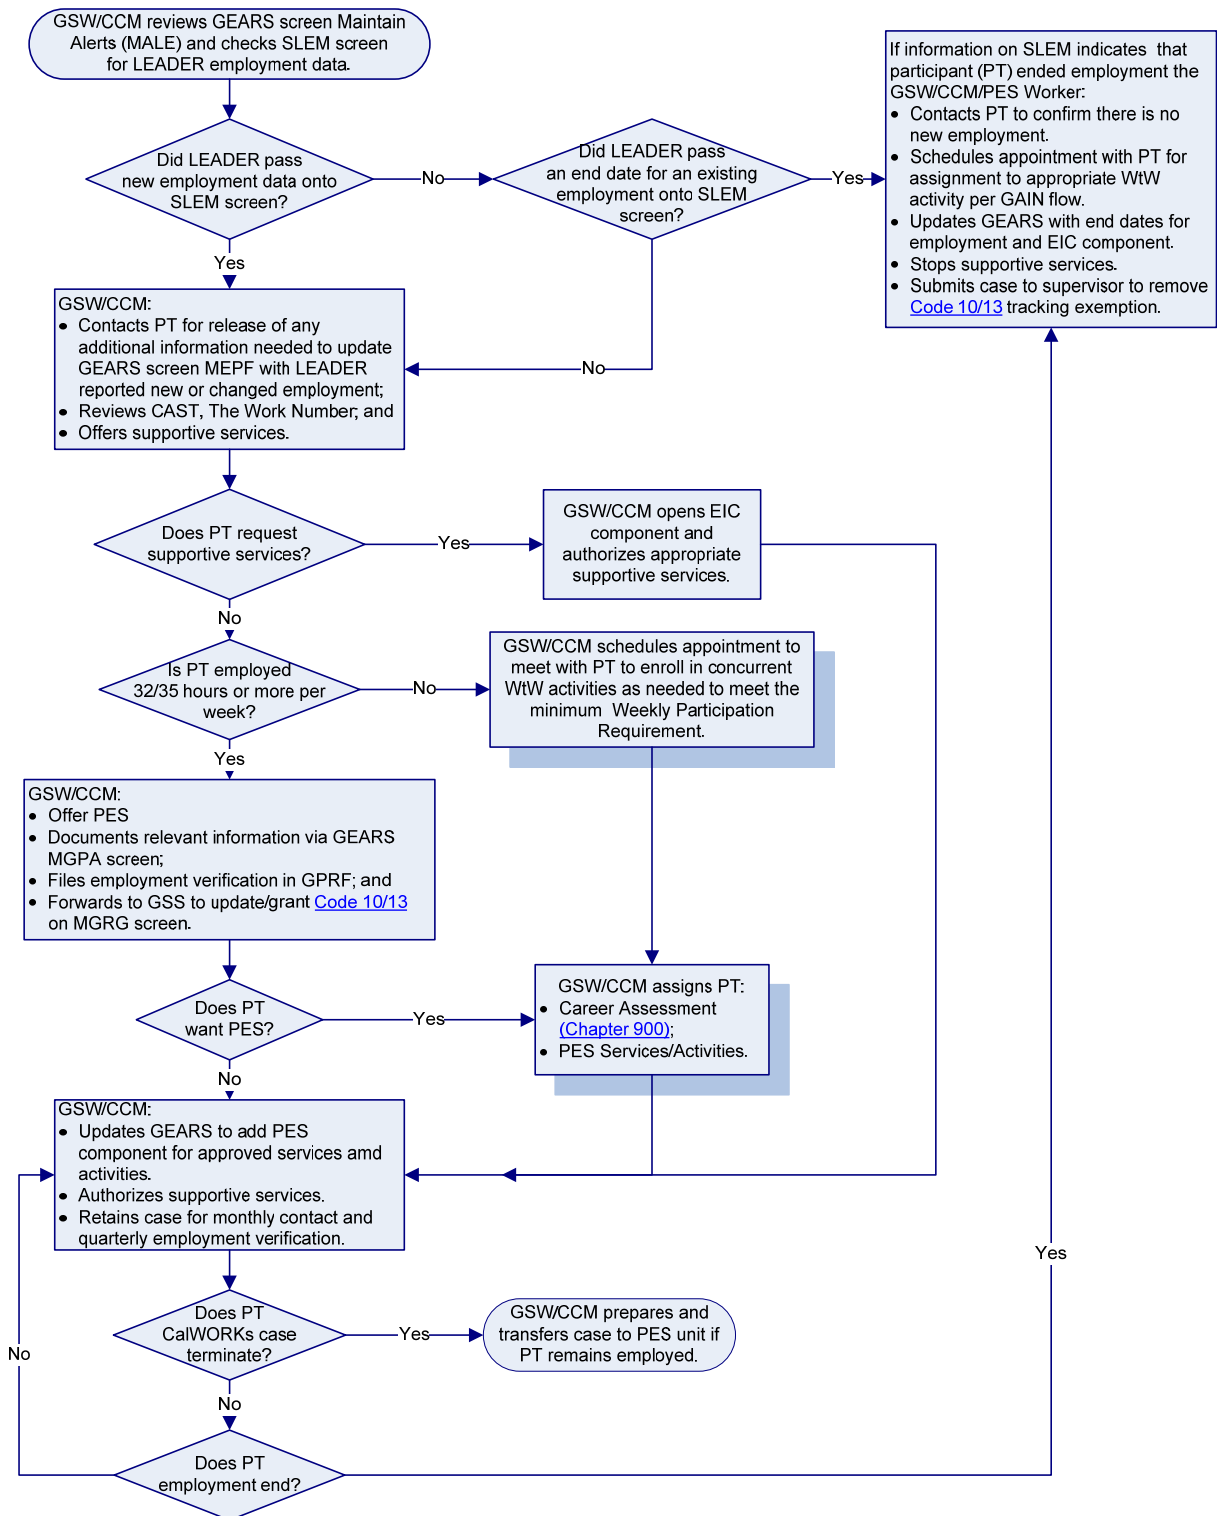 GSW/CCM reviews GEARS screen Maintain
Alerts (MALE) and checks SLEM screen
for LEADER employment data.
If information on SLEM indicates that
participant (PT) ended employment the
GSW/CCM/PES Worker:
• Contacts PT to confirm there is no
new employment.
• Schedules appointment with PT for
assignment to appropriate WtW
activity per GAIN flow.
• Updates GEARS with end dates for
employment and EIC component.
• Stops supportive services.
• Submits case to supervisor to remove
Code 10/13 tracking exemption.
Did LEADER pass
new employment data onto
SLEM screen?
No
Did LEADER pass
an end date for an existing
employment onto SLEM
screen?
Yes
Yes
No
GSW/CCM:
• Contacts PT for release of any
additional information needed to update
GEARS screen MEPF with LEADER
reported new or changed employment;
• Reviews CAST, The Work Number; and
• Offers supportive services.
Does PT request
supportive services?
Yes
GSW/CCM opens EIC
component and
authorizes appropriate
supportive services.
No
Is PT employed
32/35 hours or more per
week?
No
GSW/CCM schedules appointment to
meet with PT to enroll in concurrent
WtW activities as needed to meet the
minimum Weekly Participation
Requirement.
Yes
GSW/CCM:
• Offer PES
• Documents relevant information via GEARS
MGPA screen;
• Files employment verification in GPRF; and
• Forwards to GSS to update/grant Code 10/13
on MGRG screen.
Does PT
want PES?
Yes
GSW/CCM assigns PT:
• Career Assessment
(Chapter 900);
• PES Services/Activities.
No
GSW/CCM:
• Updates GEARS to add PES
component for approved services amd
activities.
• Authorizes supportive services.
• Retains case for monthly contact and
quarterly employment verification.
Yes
Does PT
CalWORKs case
terminate?
Yes
GSW/CCM prepares and
transfers case to PES unit if
PT remains employed.
No
No
Does PT
employment end?